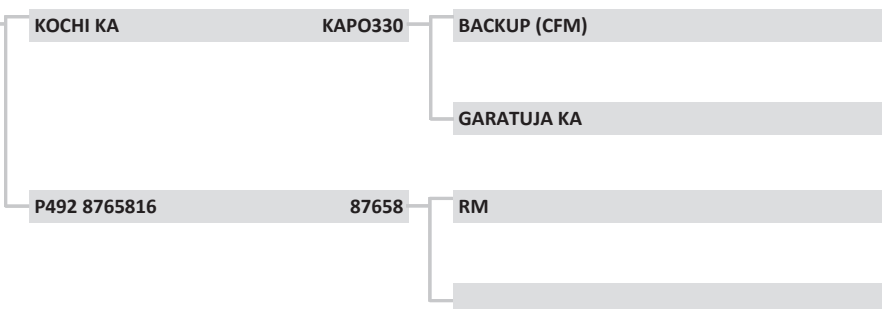 KOCHI KA KAPO330
BACKUP (CFM)
GARATUJA KA
P492 8765816 87658
RM